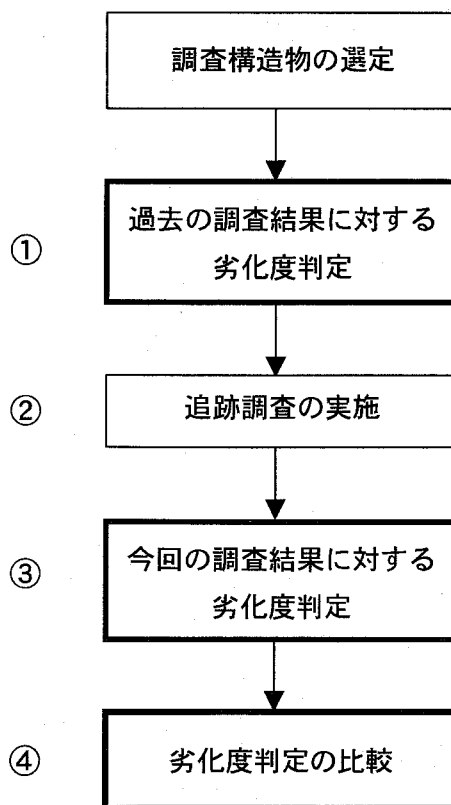 調査構造物の選定
①
過去の調査結果に対する
劣化度判定
②
追跡調査の実施
③
今回の調査結果に対する
劣化度判定
④
劣化度判定の比較